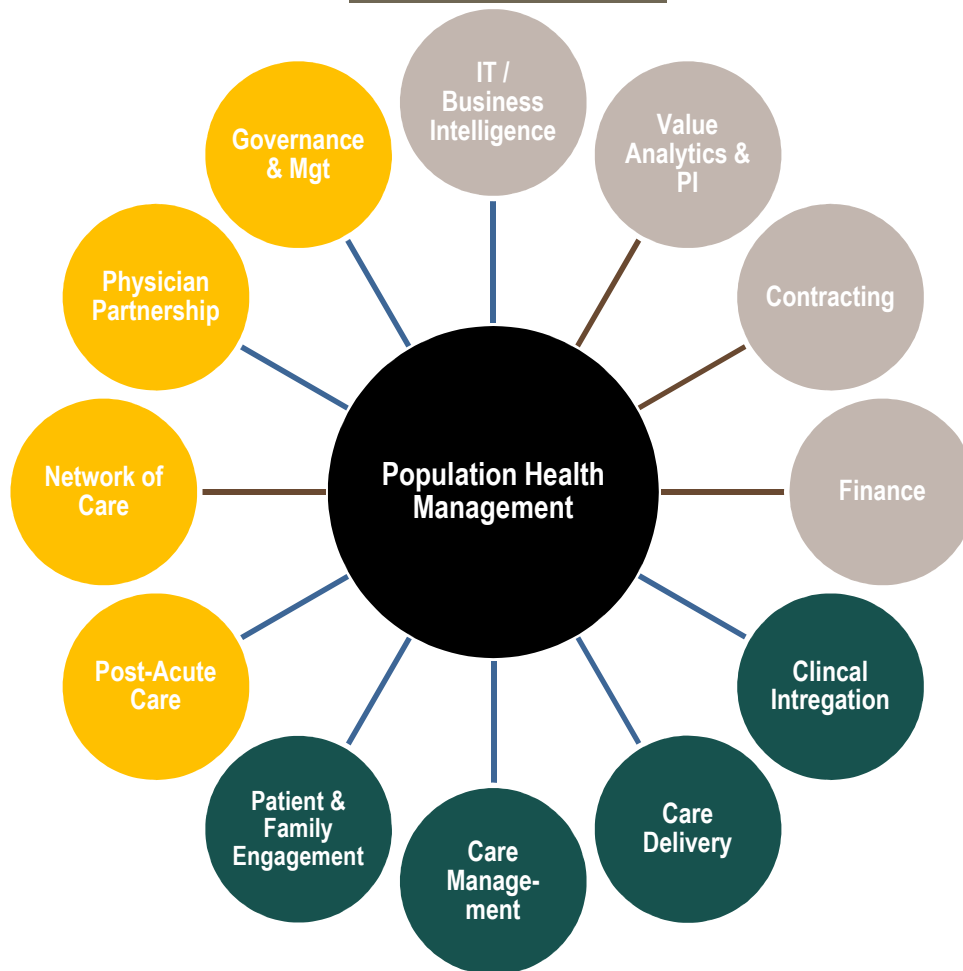 IT /
Business
Intelligence
Value
Analytics &
PI
Contracting
Finance
Clincal
Intregation
Care
Delivery
Care
Manage-
ment
Patient &
Family
Engagement
Post-Acute
Care
Network of
Care
Physician
Partnership
Governance
& Mgt
Population Health
Management